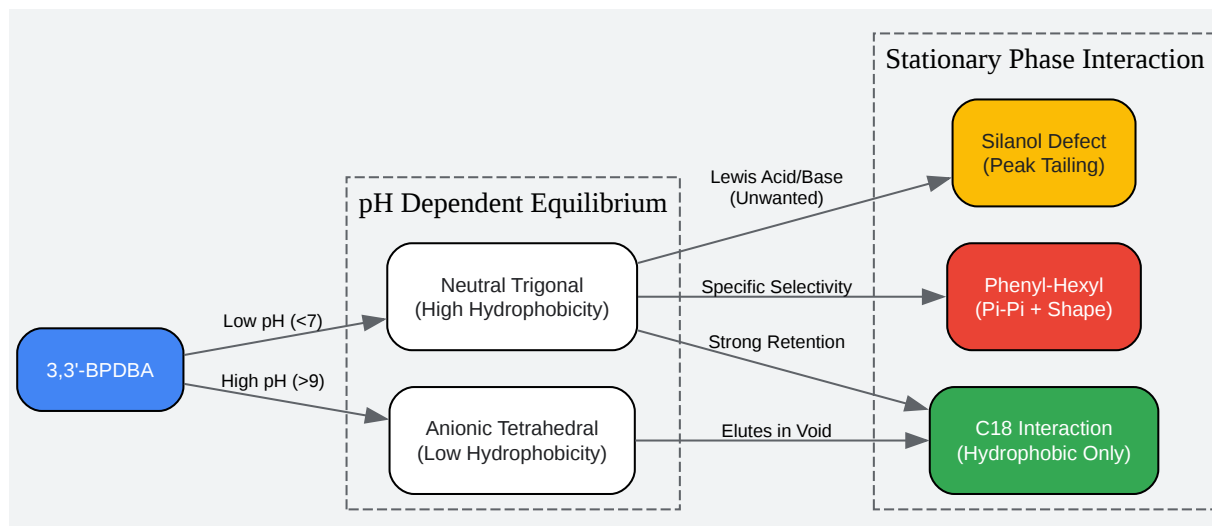 Stationary Phase Interaction
Silanol Defect
(Peak Tailing)
Lewis Acid/Base
(Unwanted)
pH Dependent Equilibrium
Neutral Trigonal
(High Hydrophobicity)
Specific Selectivity
Phenyl-Hexyl
(Pi-Pi + Shape)
Low pH (<7)
Strong Retention
3,3'-BPDBA
High pH (>9)
Anionic Tetrahedral
(Low Hydrophobicity)
Elutes in Void
C18 Interaction
(Hydrophobic Only)